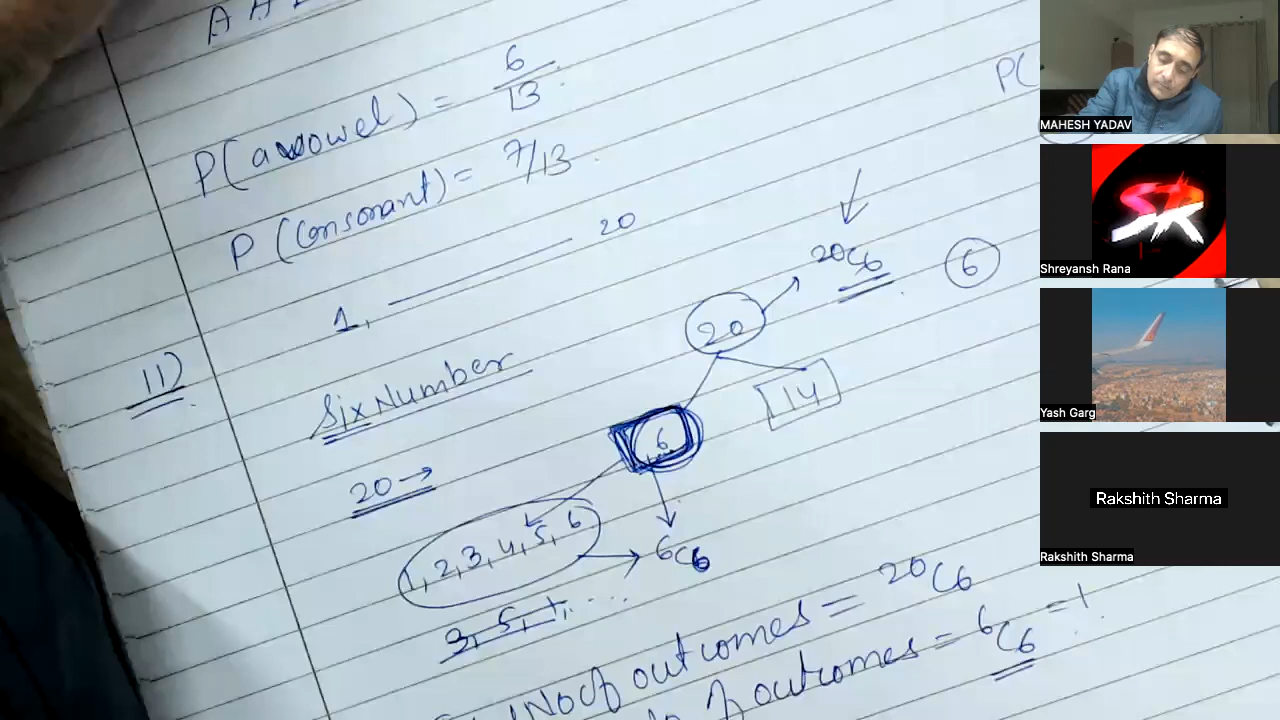 P(a vowel) = 6/13
P(
P (Consonant) = 7/13
1, 20
20C6
6
20
11)
Six Number
14
6
20 →
1, 2, 3, 4, 5, 6
6C6
3, 5, 1, ...
No of outcomes = 20C6
of outcomes = 6C6 = 1
MAHESH YADAV
SR
Shreyansh Rana
Yash Garg
Rakshith Sharma
Rakshith Sharma